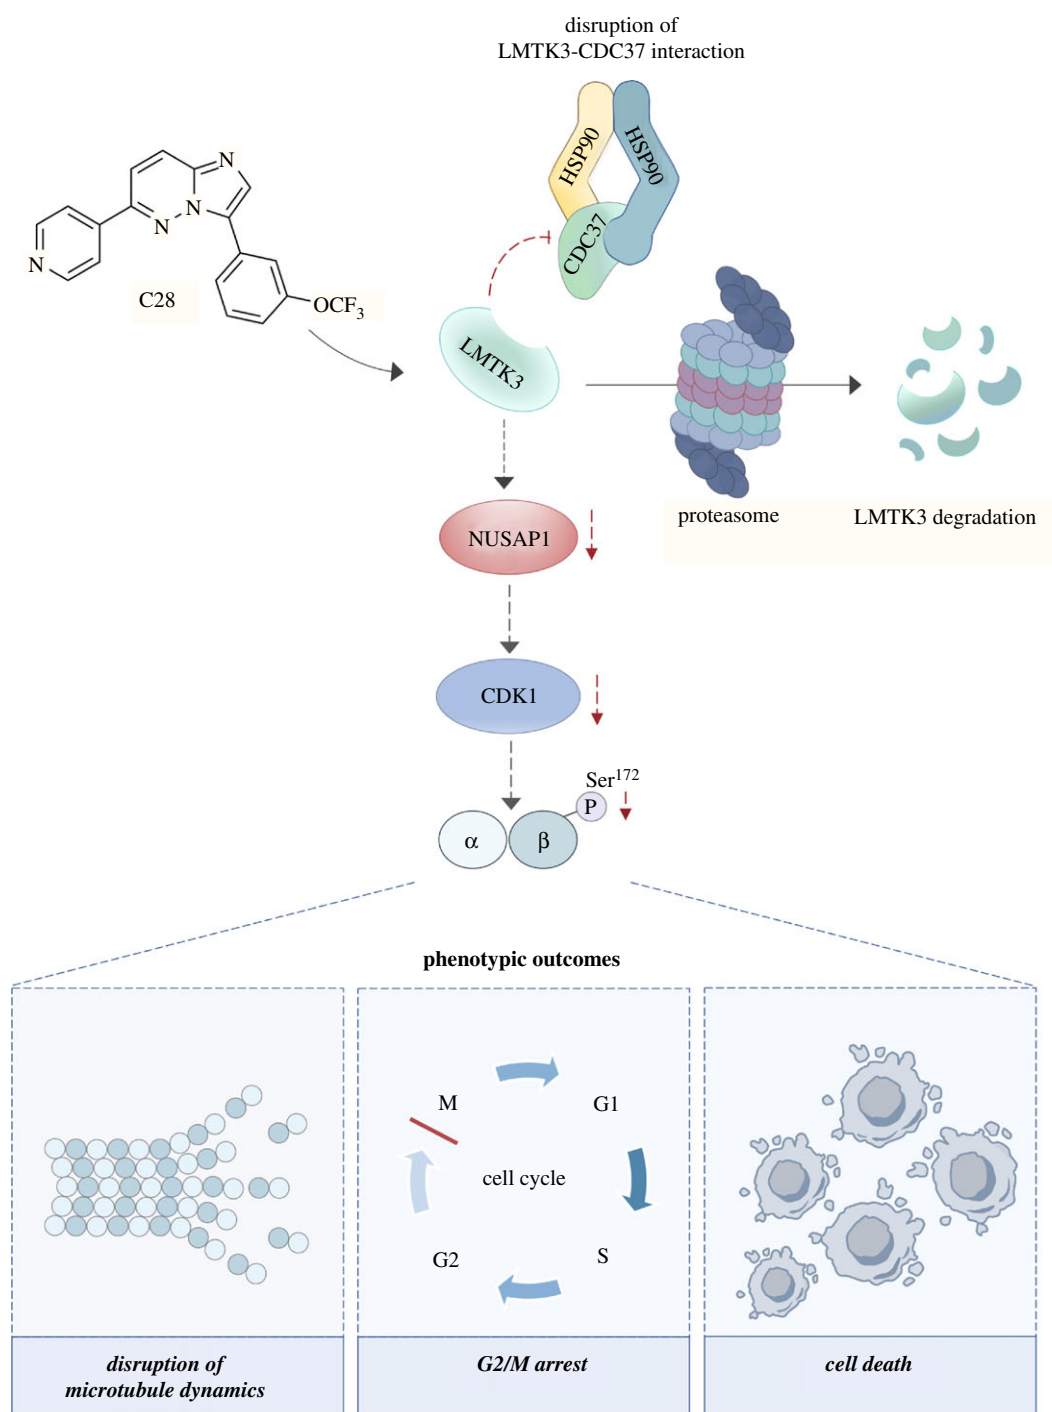 disruption of
LMTK3-CDC37 interaction
HSP90
HSP90
CDC37
N
N
N
N
C28
OCF3
LMTK3
proteasome
LMTK3 degradation
NUSAP1
CDK1
Ser172
P
α
β
phenotypic outcomes
M
G1
cell cycle
G2
S
disruption of
microtubule dynamics
G2/M arrest
cell death